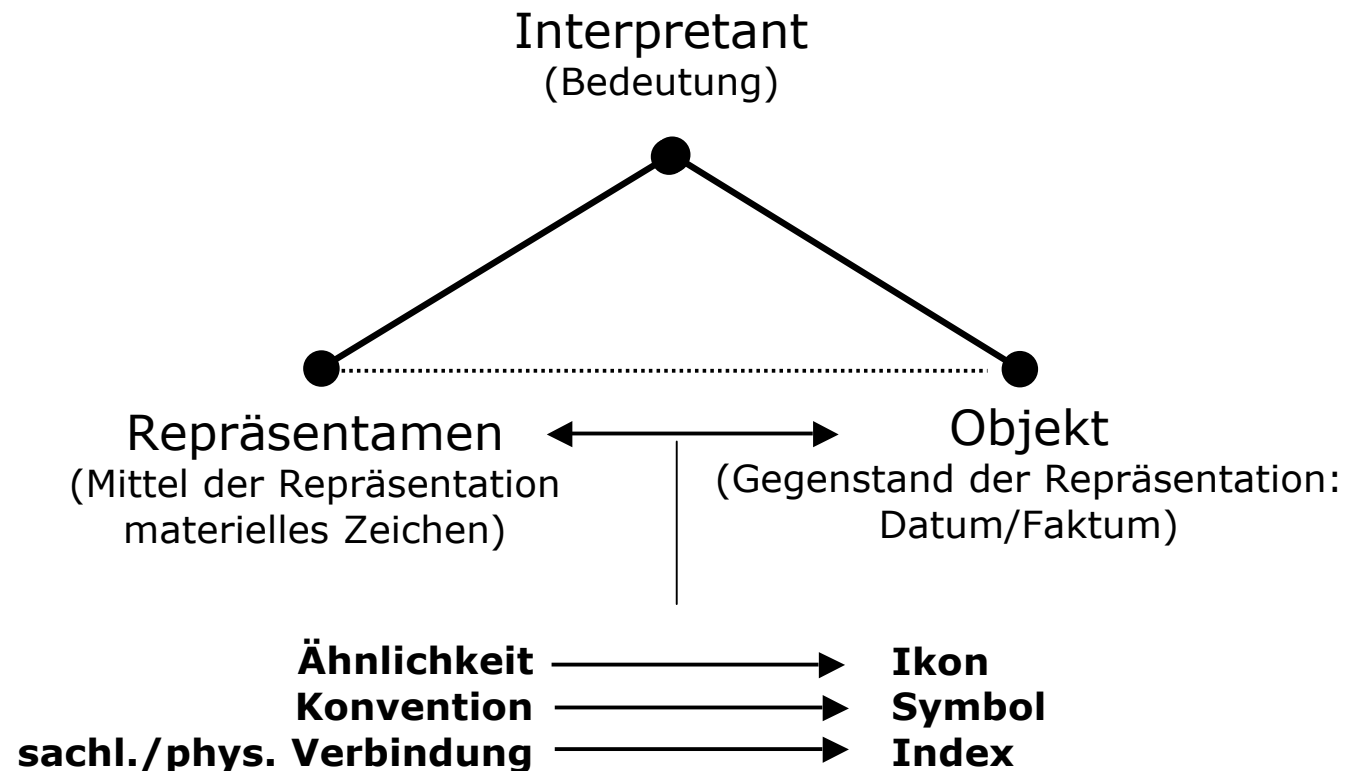 Interpretant
(Bedeutung)
Repräsentamen
(Mittel der Repräsentation
materielles Zeichen)
Objekt
(Gegenstand der Repräsentation:
Datum/Faktum)
Ähnlichkeit Ikon
Konvention Symbol
sachl./phys. Verbindung Index